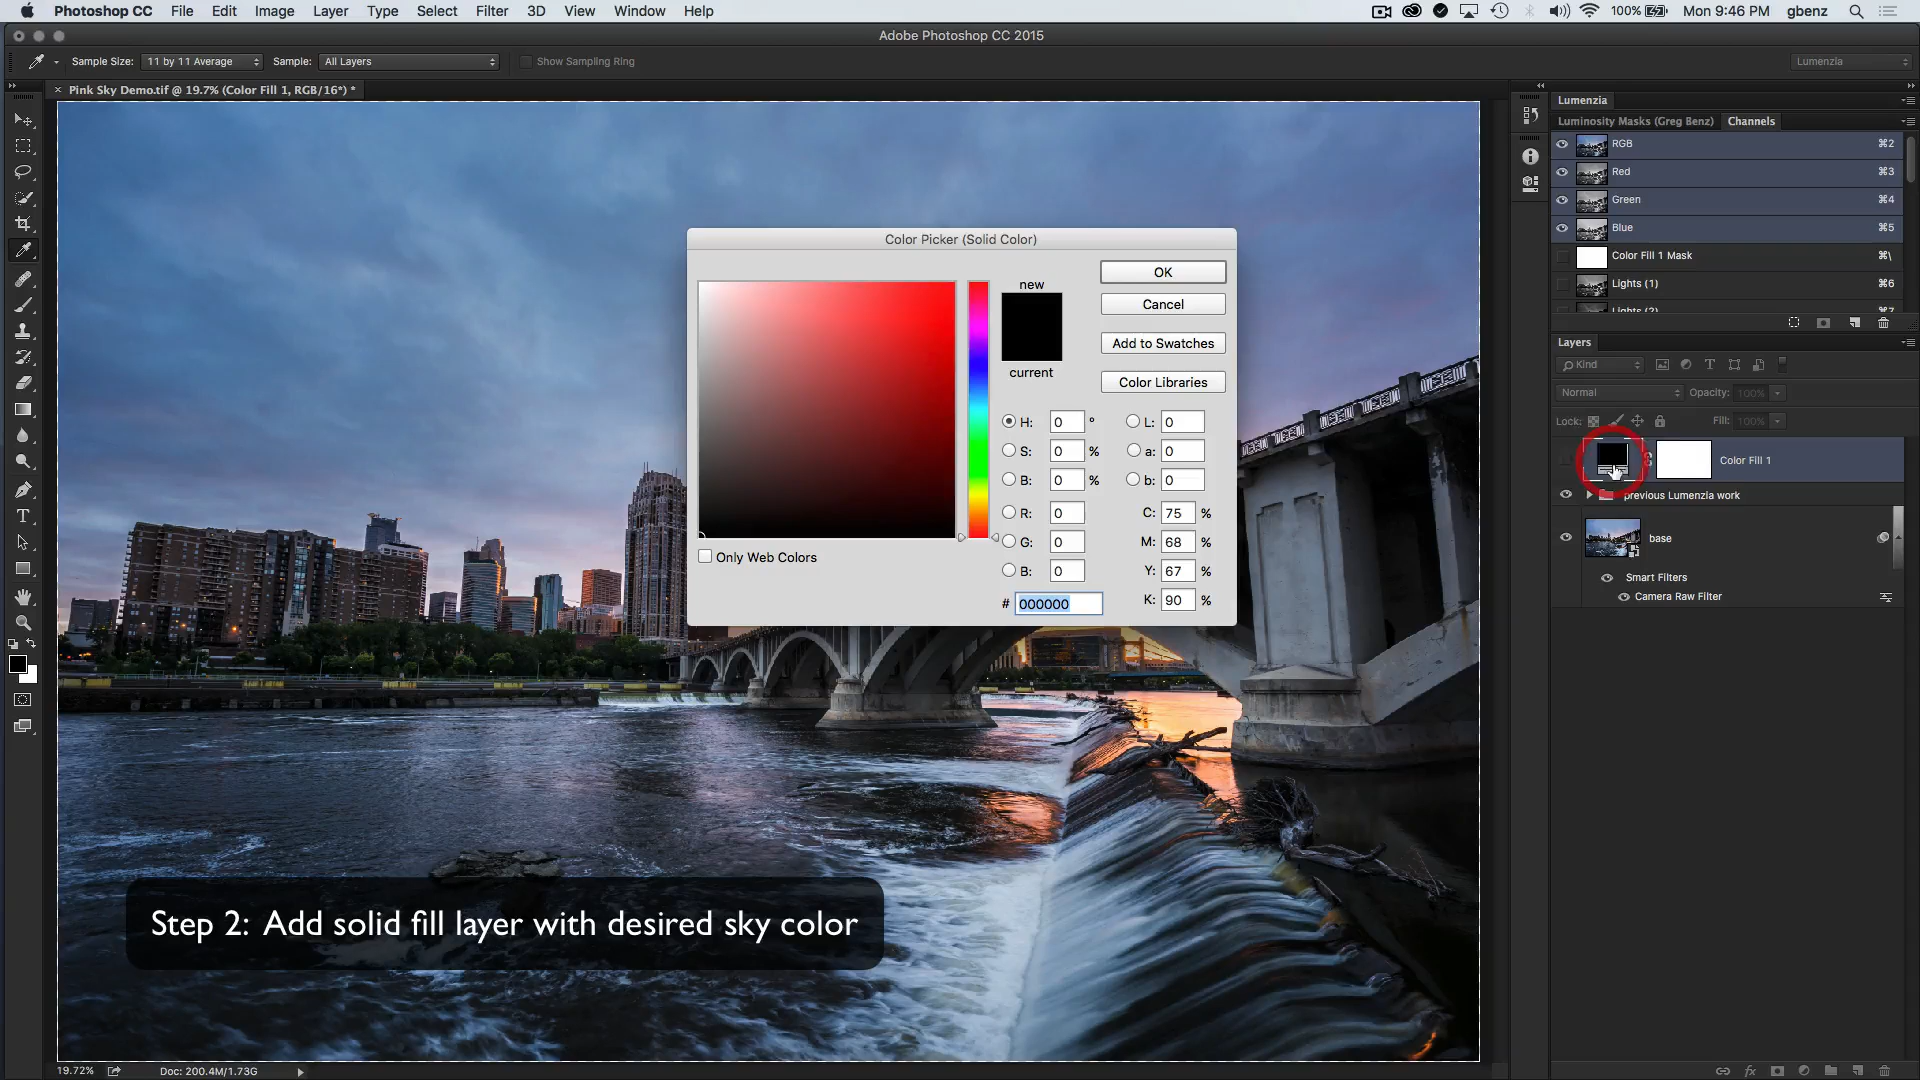 Photoshop CC File Edit Image Layer Type Select Filter 3D View Window Help 100% Mon 9:46 PM gbenz
Adobe Photoshop CC 2015
Sample Size: 11 by 11 Average Sample: All Layers Show Sampling Ring Lumenzia
× Pink Sky Demo.tif @ 19.7% (Color Fill 1, RGB/16*) *
Lumenzia
Luminosity Masks (Greg Benz) Channels
RGB ⌘2
Red ⌘3
Green ⌘4
Blue ⌘5
Color Fill 1 Mask ⌘\
Lights (1) ⌘6
Lights (2) ⌘7
Layers
Kind
Normal Opacity: 100%
Lock: Fill: 100%
Color Fill 1
previous Lumenzia work
base
Smart Filters
Camera Raw Filter
Color Picker (Solid Color)
new
current
OK
Cancel
Add to Swatches
Color Libraries
H: 0 ° L: 0
S: 0 % a: 0
B: 0 % b: 0
R: 0 C: 75 %
G: 0 M: 68 %
B: 0 Y: 67 %
# 000000 K: 90 %
Only Web Colors
Step 2: Add solid fill layer with desired sky color
19.72% Doc: 200.4M/1.73G